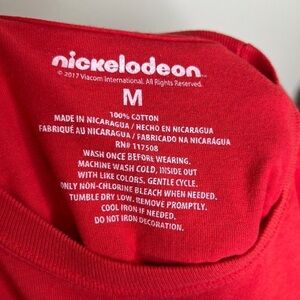 nickelodeon
© 2017 Viacom International. All Rights Reserved.
M
100% COTTON
MADE IN NICARAGUA / HECHO EN NICARAGUA
FABRIQUÉ AU NICARAGUA / FABRICADO NA NICARÁGUA
RN# 117508
WASH ONCE BEFORE WEARING.
MACHINE WASH COLD, INSIDE OUT
WITH LIKE COLORS, GENTLE CYCLE.
ONLY NON-CHLORINE BLEACH WHEN NEEDED.
TUMBLE DRY LOW. REMOVE PROMPTLY.
COOL IRON IF NEEDED.
DO NOT IRON DECORATION.